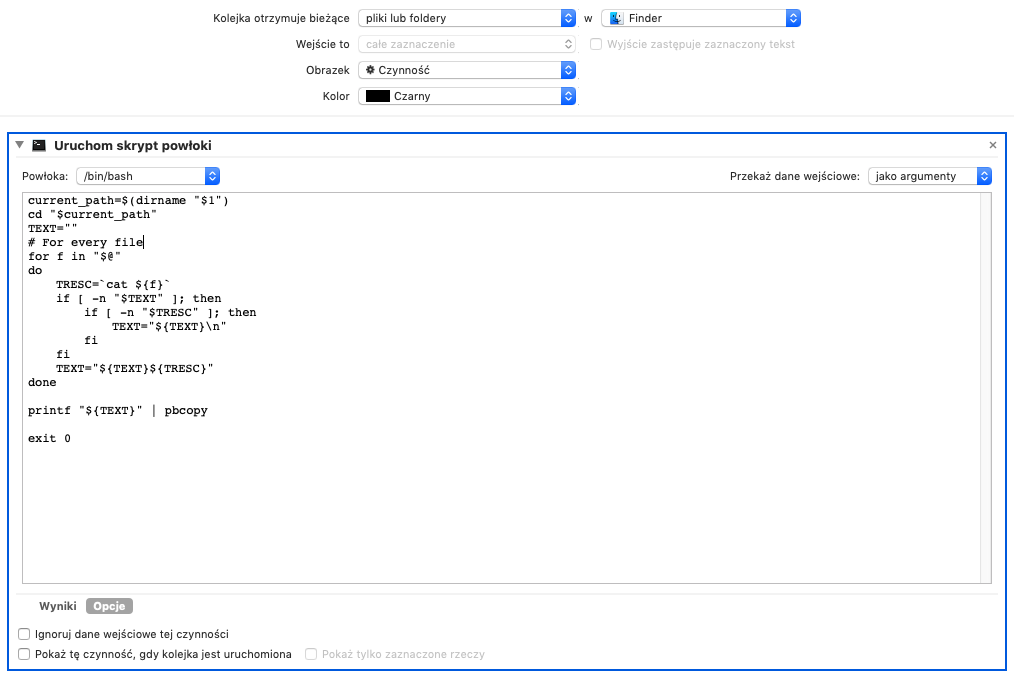 Kolejka otrzymuje bieżące pliki lub foldery w Finder
Wejście to całe zaznaczenie Wyjście zastępuje zaznaczony tekst
Obrazek Czynność
Kolor Czarny
Uruchom skrypt powłoki
Powłoka: /bin/bash Przekaż dane wejściowe: jako argumenty
current_path=$(dirname "$1")
cd "$current_path"
TEXT=""
# For every file
for f in "$@"
do
    TRESC=`cat ${f}`
    if [ -n "$TEXT" ]; then
        if [ -n "$TRESC" ]; then
            TEXT="${TEXT}\n"
        fi
    fi
    TEXT="${TEXT}${TRESC}"
done

printf "${TEXT}" | pbcopy

exit 0
Wyniki Opcje
Ignoruj dane wejściowe tej czynności
Pokaż tę czynność, gdy kolejka jest uruchomiona Pokaż tylko zaznaczone rzeczy